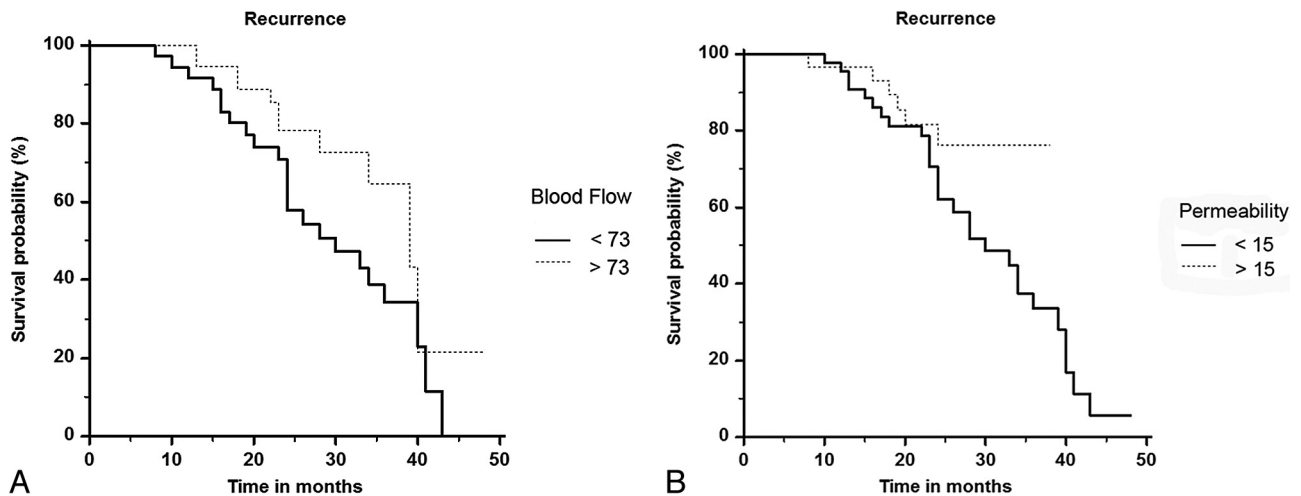 Recurrence
100
80
60
40
20
0
Survival probability (%)
0 10 20 30 40 50
Time in months
Blood Flow
< 73
> 73
A
Recurrence
100
80
60
40
20
0
Survival probability (%)
0 10 20 30 40 50
Time in months
Permeability
< 15
> 15
B